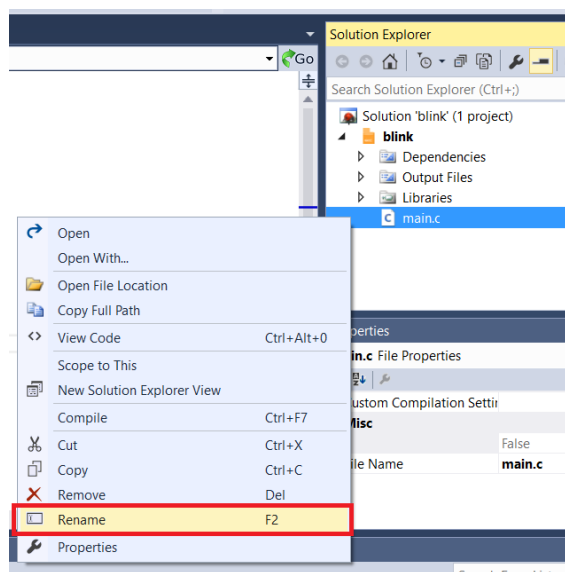 Solution Explorer
Go
Search Solution Explorer (Ctrl+;)
Solution 'blink' (1 project)
blink
Dependencies
Output Files
Libraries
main.c
Open
Open With...
Open File Location
Copy Full Path
View Code Ctrl+Alt+0
Scope to This
New Solution Explorer View
Compile Ctrl+F7
Cut Ctrl+X
Copy Ctrl+C
Remove Del
Rename F2
Properties
perties
in.c File Properties
ustom Compilation Settin
Misc
False
ile Name main.c